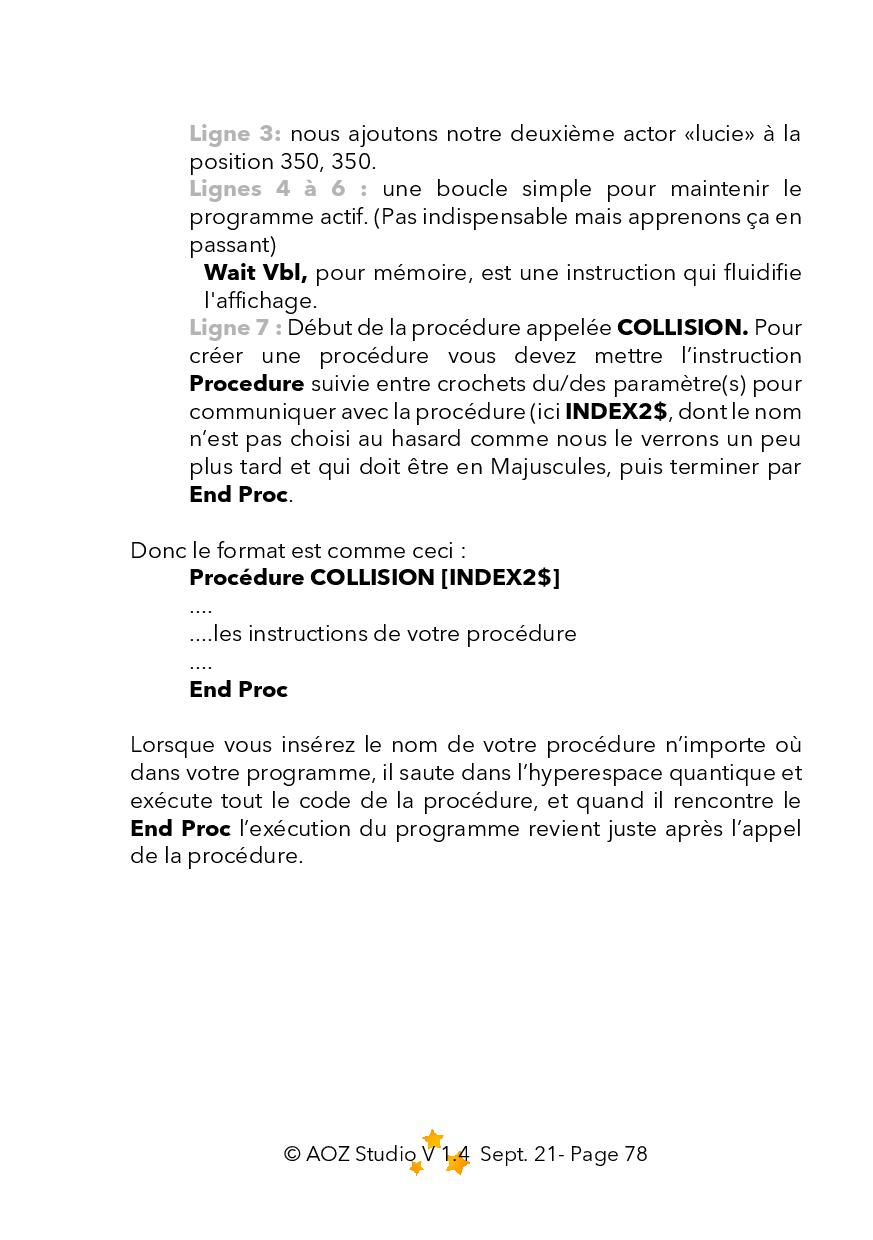 Ligne 3: nous ajoutons notre deuxième actor «lucie» à la
position 350, 350.
Lignes 4 à 6 : une boucle simple pour maintenir le
programme actif. (Pas indispensable mais apprenons ça en
passant)
Wait Vbl, pour mémoire, est une instruction qui fluidifie
l'affichage.
Ligne 7 : Début de la procédure appelée COLLISION. Pour
créer une procédure vous devez mettre l’instruction
Procedure suivie entre crochets du/des paramètre(s) pour
communiquer avec la procédure (ici INDEX2$, dont le nom
n’est pas choisi au hasard comme nous le verrons un peu
plus tard et qui doit être en Majuscules, puis terminer par
End Proc.
Donc le format est comme ceci :
Procédure COLLISION [INDEX2$]
....
....les instructions de votre procédure
....
End Proc
Lorsque vous insérez le nom de votre procédure n’importe où
dans votre programme, il saute dans l’hyperespace quantique et
exécute tout le code de la procédure, et quand il rencontre le
End Proc l’exécution du programme revient juste après l’appel
de la procédure.
© AOZ Studio V 1.4 Sept. 21- Page 78